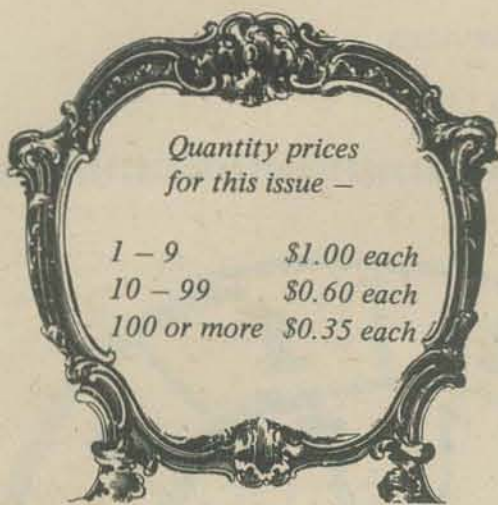 Quantity prices
for this issue –
1 – 9 $1.00 each
10 – 99 $0.60 each
100 or more $0.35 each